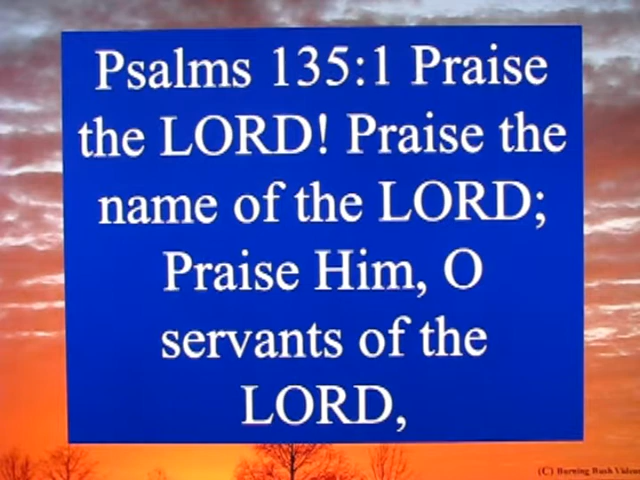 Psalms 135:1 Praise
the LORD! Praise the
name of the LORD;
Praise Him, O
servants of the
LORD,
(C) Burning Bush Videos